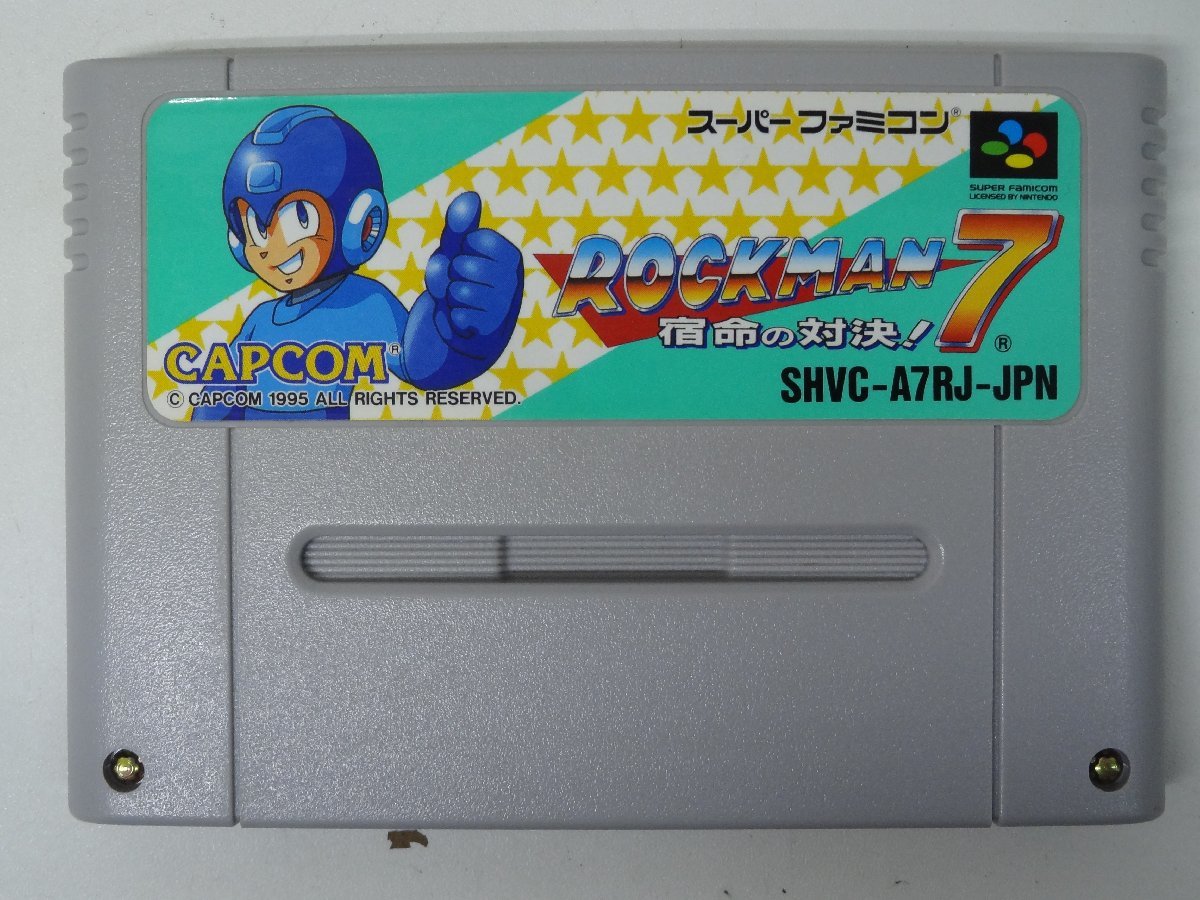 スーパーファミコン®
SUPER FAMICOM
LICENSED BY NINTENDO
ROCKMAN 7®
宿命の対決!
CAPCOM®
© CAPCOM 1995 ALL RIGHTS RESERVED.
SHVC-A7RJ-JPN